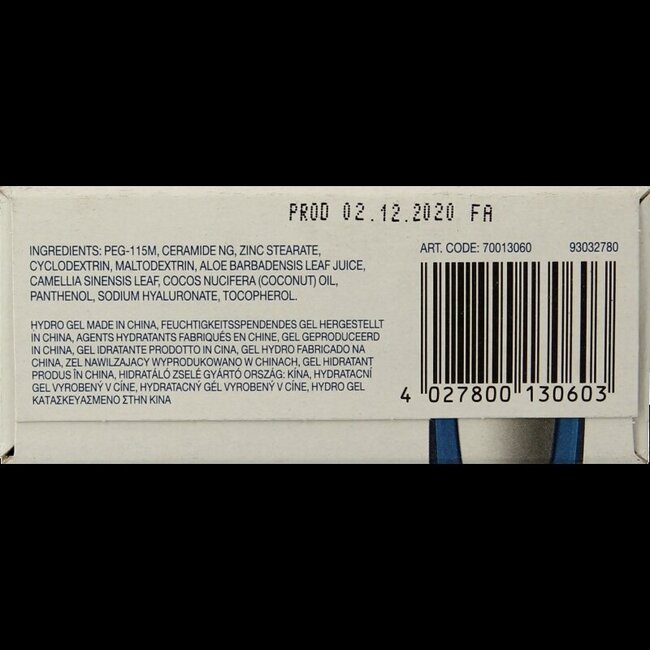 PROD 02.12.2020 FA
INGREDIENTS: PEG-115M, CERAMIDE NG, ZINC STEARATE,
CYCLODEXTRIN, MALTODEXTRIN, ALOE BARBADENSIS LEAF JUICE,
CAMELLIA SINENSIS LEAF, COCOS NUCIFERA (COCONUT) OIL,
PANTHENOL, SODIUM HYALURONATE, TOCOPHEROL.
HYDRO GEL MADE IN CHINA, FEUCHTIGKEITSSPENDENDES GEL HERGESTELLT
IN CHINA, AGENTS HYDRATANTS FABRIQUÉS EN CHINE, GEL GEPRODUCEERD
IN CHINA, GEL IDRATANTE PRODOTTO IN CINA, GEL HYDRO FABRICADO NA
CHINA, ZEL NAWILZAJACY WYPRODUKOWANO W CHINACH, GEL HIDRATANT
PRODUS ÎN CHINA, HIDRATÁLÓ ZSELÉ GYÁRTÓ ORSZÁG: KÍNA, HYDRATACNÍ
GEL VYROBENÝ V CÍNE, HYDRATACNÝ GÉL VYROBENÝ V CÍNE, HYDRO GEL
ΚΑΤΑΣΚΕΥΑΣΜΕΝΟ ΣΤΗΝ ΚΙΝΑ
ART. CODE: 70013060 93032780
4 027800 130603